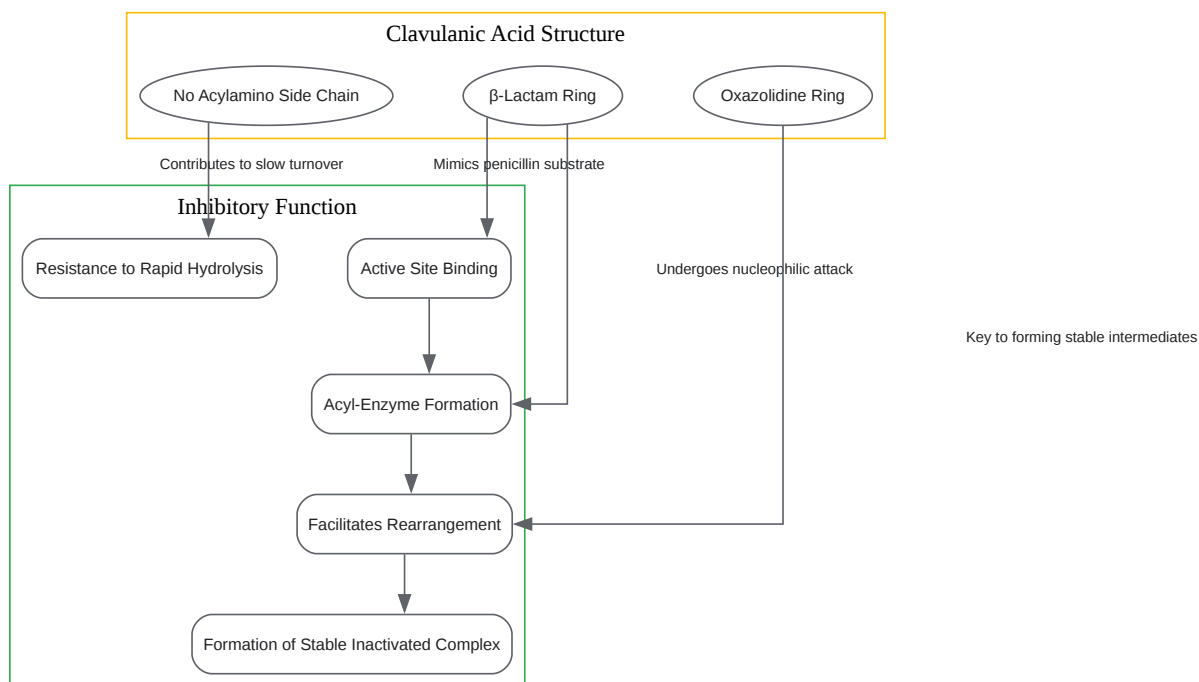 Clavulanic Acid Structure
No Acylamino Side Chain
β-Lactam Ring
Oxazolidine Ring
Contributes to slow turnover
Mimics penicillin substrate
Inhibitory Function
Resistance to Rapid Hydrolysis
Active Site Binding
Undergoes nucleophilic attack
Key to forming stable intermediates
Acyl-Enzyme Formation
Facilitates Rearrangement
Formation of Stable Inactivated Complex